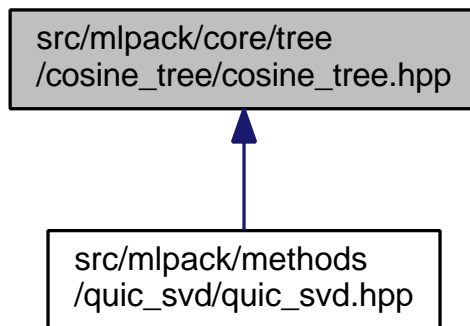 src/mlpack/core/tree
/cosine_tree/cosine_tree.hpp
src/mlpack/methods
/quic_svd/quic_svd.hpp